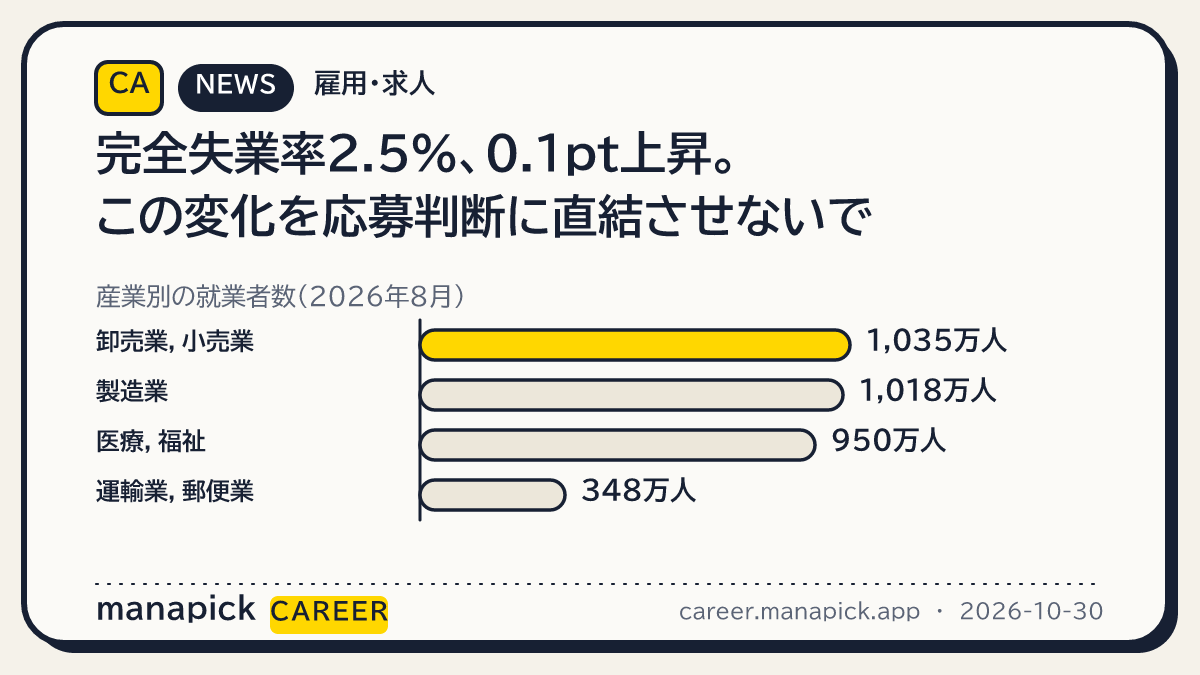 CA NEWS 雇用・求人
完全失業率2.5%、0.1pt上昇。
この変化を応募判断に直結させないで
産業別の就業者数(2026年8月)
卸売業, 小売業 1,035万人
製造業 1,018万人
医療, 福祉 950万人
運輸業, 郵便業 348万人
manapick CAREER career.manapick.app ・ 2026-10-30